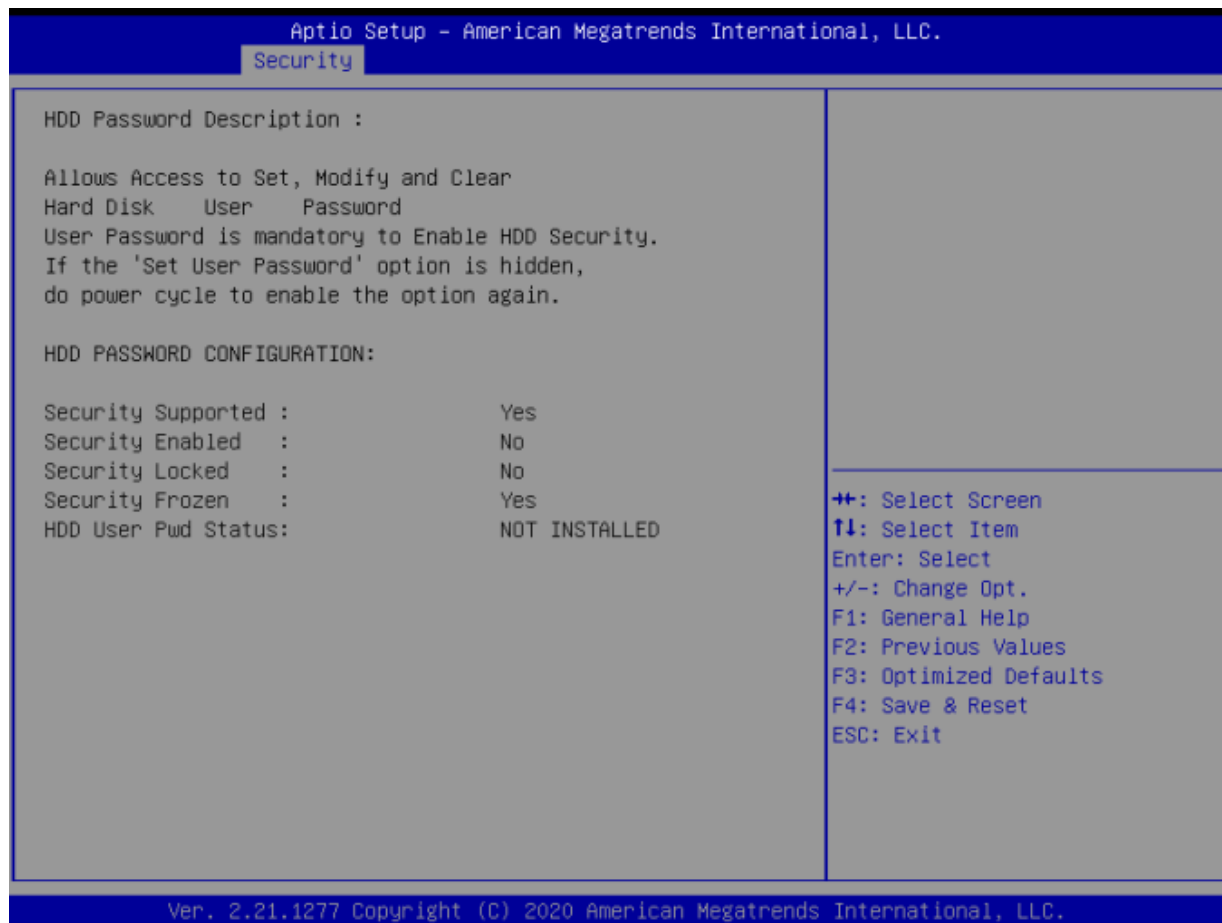 Aptio Setup – American Megatrends International, LLC.
Security
HDD Password Description :
Allows Access to Set, Modify and Clear
Hard Disk User Password
User Password is mandatory to Enable HDD Security.
If the 'Set User Password' option is hidden,
do power cycle to enable the option again.
HDD PASSWORD CONFIGURATION:
Security Supported : Yes
Security Enabled : No
Security Locked : No
Security Frozen : Yes
HDD User Pwd Status: NOT INSTALLED
→←: Select Screen
↑↓: Select Item
Enter: Select
+/-: Change Opt.
F1: General Help
F2: Previous Values
F3: Optimized Defaults
F4: Save & Reset
ESC: Exit
Ver. 2.21.1277 Copyright (C) 2020 American Megatrends International, LLC.